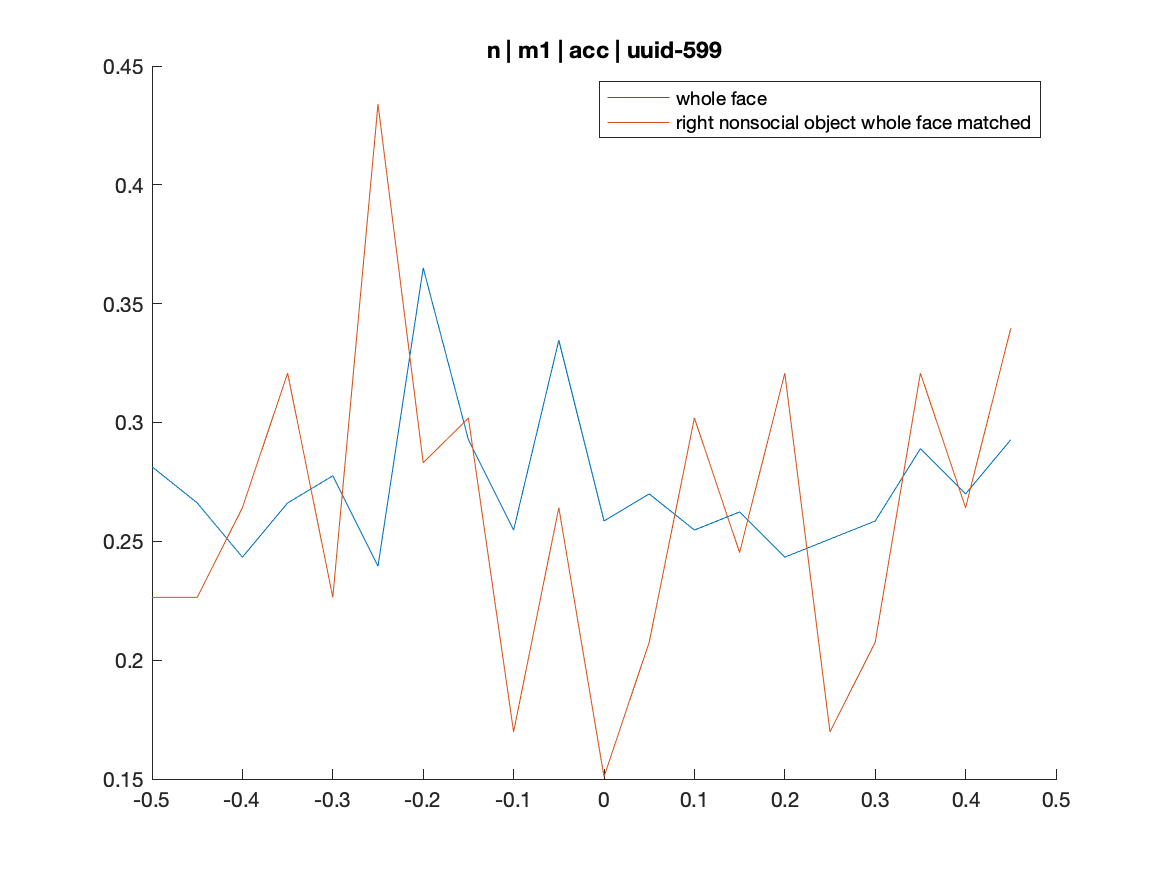 n | m1 | acc | uuid-599
whole face
right nonsocial object whole face matched
0.45
0.4
0.35
0.3
0.25
0.2
0.15
-0.5 -0.4 -0.3 -0.2 -0.1 0 0.1 0.2 0.3 0.4 0.5